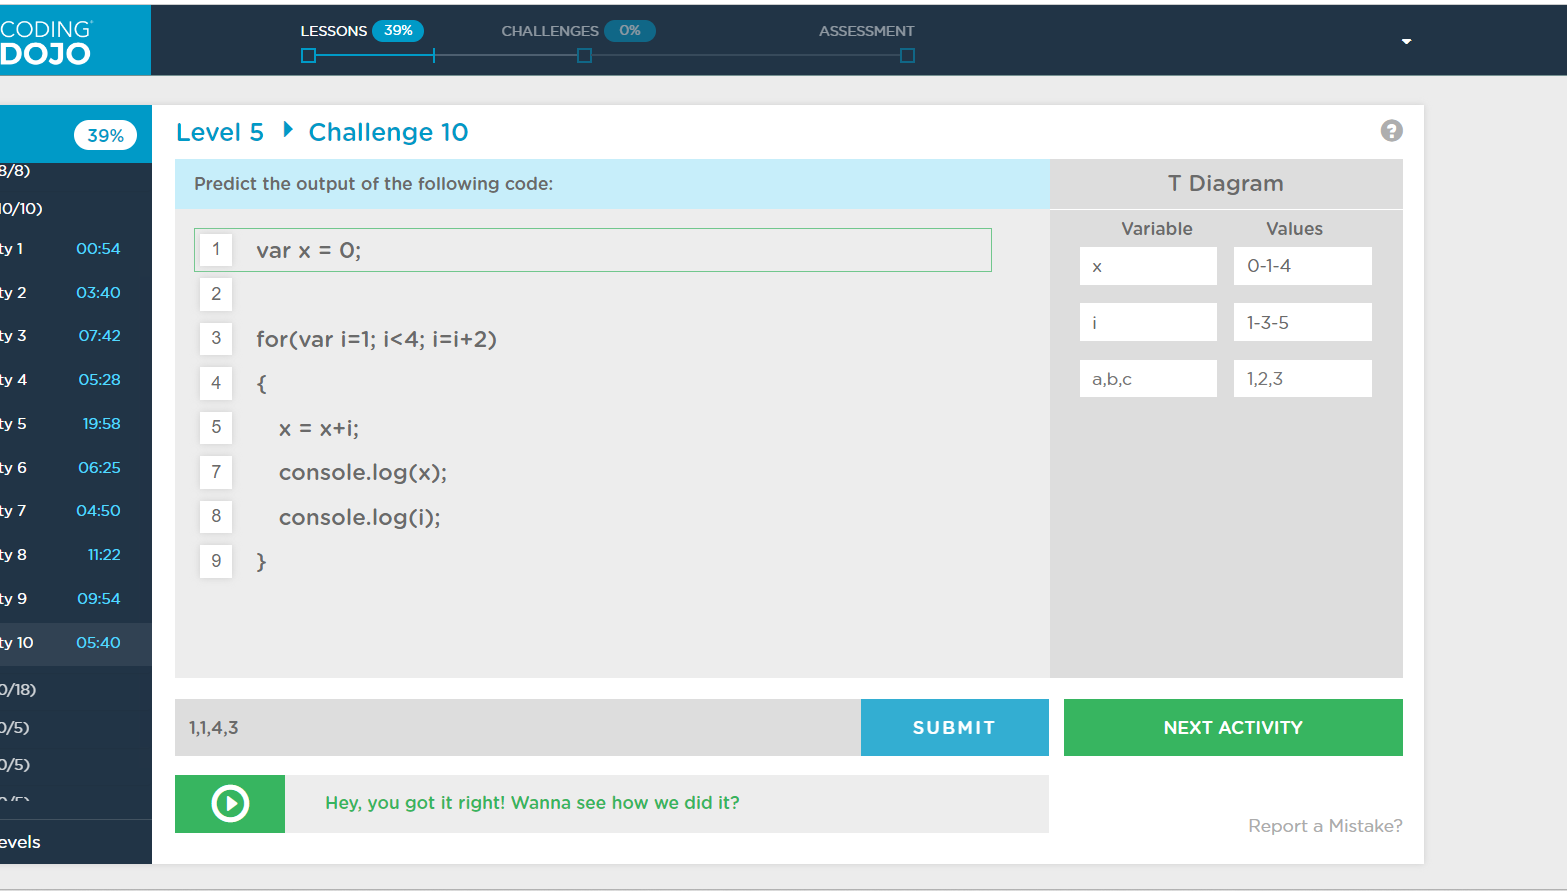 CODING
DOJO
LESSONS 39% CHALLENGES 0% ASSESSMENT
39%
8/8)
10/10)
ty 1 00:54
ty 2 03:40
ty 3 07:42
ty 4 05:28
ty 5 19:58
ty 6 06:25
ty 7 04:50
ty 8 11:22
ty 9 09:54
ty 10 05:40
0/18)
0/5)
0/5)
evels
Level 5 Challenge 10
?
Predict the output of the following code:
1 var x = 0;
2
3 for(var i=1; i<4; i=i+2)
4 {
5 x = x+i;
7 console.log(x);
8 console.log(i);
9 }
T Diagram
Variable Values
x 0-1-4
i 1-3-5
a,b,c 1,2,3
1,1,4,3 SUBMIT NEXT ACTIVITY
Hey, you got it right! Wanna see how we did it?
Report a Mistake?